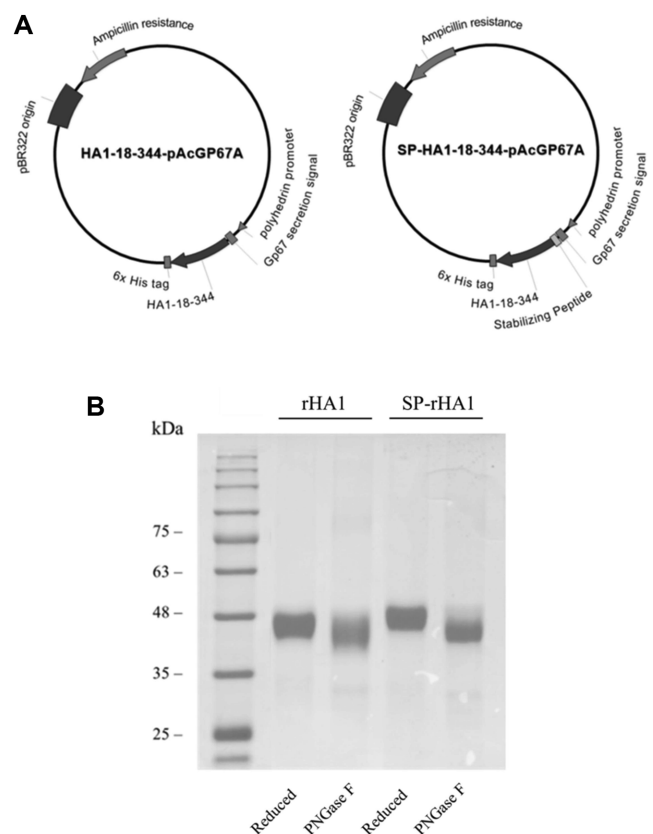 A
Ampicillin resistance
pBR322 origin
HA1-18-344-pAcGP67A
polyhedrin promoter
Gp67 secretion signal
6x His tag
HA1-18-344
Ampicillin resistance
pBR322 origin
SP-HA1-18-344-pAcGP67A
polyhedrin promoter
Gp67 secretion signal
6x His tag
HA1-18-344
Stabilizing Peptide
B
rHA1 SP-rHA1
kDa
75 –
63 –
48 –
35 –
25 –
Reduced PNGase F Reduced PNGase F